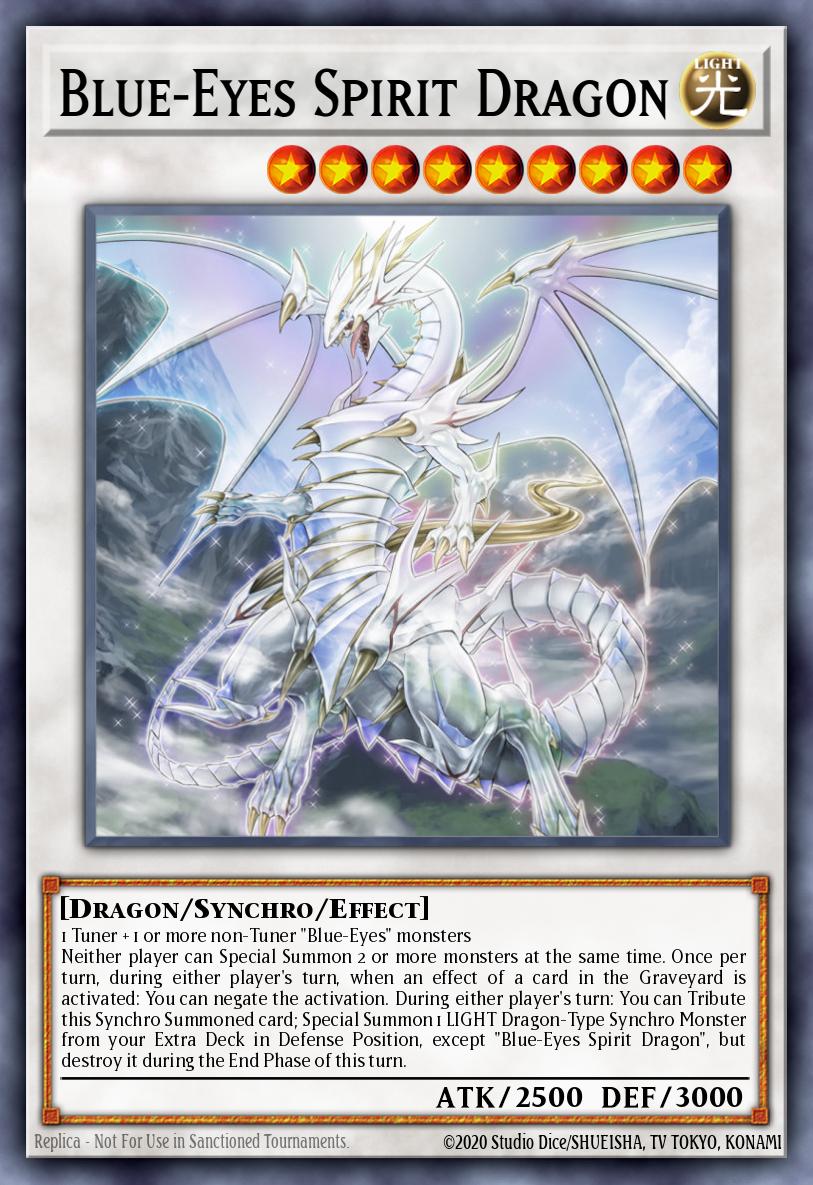 Blue-Eyes Spirit Dragon
LIGHT
光
[Dragon/Synchro/Effect]
1 Tuner + 1 or more non-Tuner "Blue-Eyes" monsters
Neither player can Special Summon 2 or more monsters at the same time. Once per
turn, during either player's turn, when an effect of a card in the Graveyard is
activated: You can negate the activation. During either player's turn: You can Tribute
this Synchro Summoned card; Special Summon 1 LIGHT Dragon-Type Synchro Monster
from your Extra Deck in Defense Position, except "Blue-Eyes Spirit Dragon", but
destroy it during the End Phase of this turn.
ATK/2500 DEF/3000
Replica - Not For Use in Sanctioned Tournaments.
©2020 Studio Dice/SHUEISHA, TV TOKYO, KONAMI